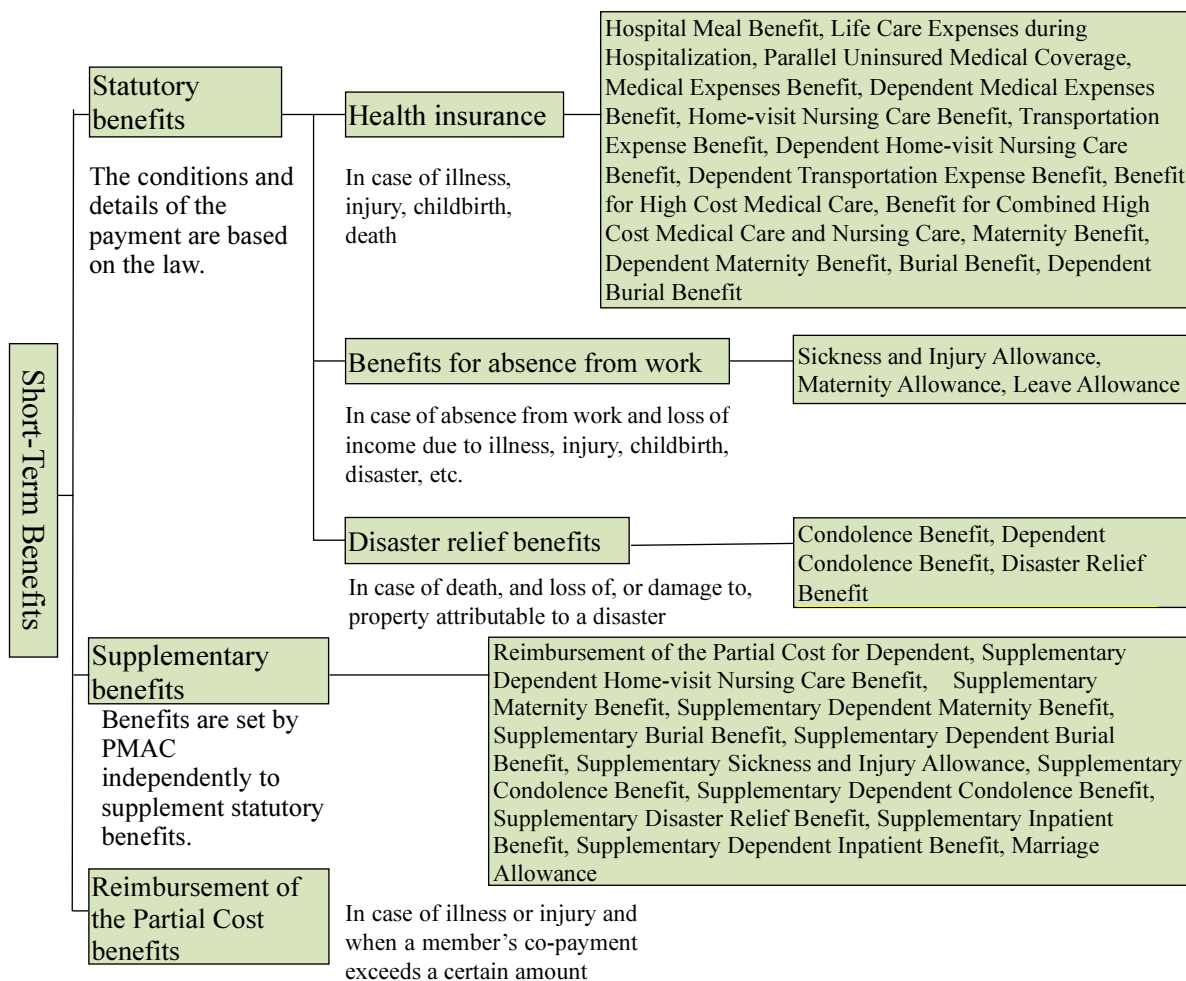 Short-Term Benefits
Statutory
benefits
The conditions and
details of the
payment are based
on the law.
Health insurance
In case of illness,
injury, childbirth,
death
Hospital Meal Benefit, Life Care Expenses during
Hospitalization, Parallel Uninsured Medical Coverage,
Medical Expenses Benefit, Dependent Medical Expenses
Benefit, Home-visit Nursing Care Benefit, Transportation
Expense Benefit, Dependent Home-visit Nursing Care
Benefit, Dependent Transportation Expense Benefit, Benefit
for High Cost Medical Care, Benefit for Combined High
Cost Medical Care and Nursing Care, Maternity Benefit,
Dependent Maternity Benefit, Burial Benefit, Dependent
Burial Benefit
Benefits for absence from work
In case of absence from work and loss of
income due to illness, injury, childbirth,
disaster, etc.
Sickness and Injury Allowance,
Maternity Allowance, Leave Allowance
Disaster relief benefits
In case of death, and loss of, or damage to,
property attributable to a disaster
Condolence Benefit, Dependent
Condolence Benefit, Disaster Relief
Benefit
Supplementary
benefits
Benefits are set by
PMAC
independently to
supplement statutory
benefits.
Reimbursement of the Partial Cost for Dependent, Supplementary
Dependent Home-visit Nursing Care Benefit, Supplementary
Maternity Benefit, Supplementary Dependent Maternity Benefit,
Supplementary Burial Benefit, Supplementary Dependent Burial
Benefit, Supplementary Sickness and Injury Allowance, Supplementary
Condolence Benefit, Supplementary Dependent Condolence Benefit,
Supplementary Disaster Relief Benefit, Supplementary Inpatient
Benefit, Supplementary Dependent Inpatient Benefit, Marriage
Allowance
Reimbursement of
the Partial Cost
benefits
In case of illness or injury and
when a member's co-payment
exceeds a certain amount